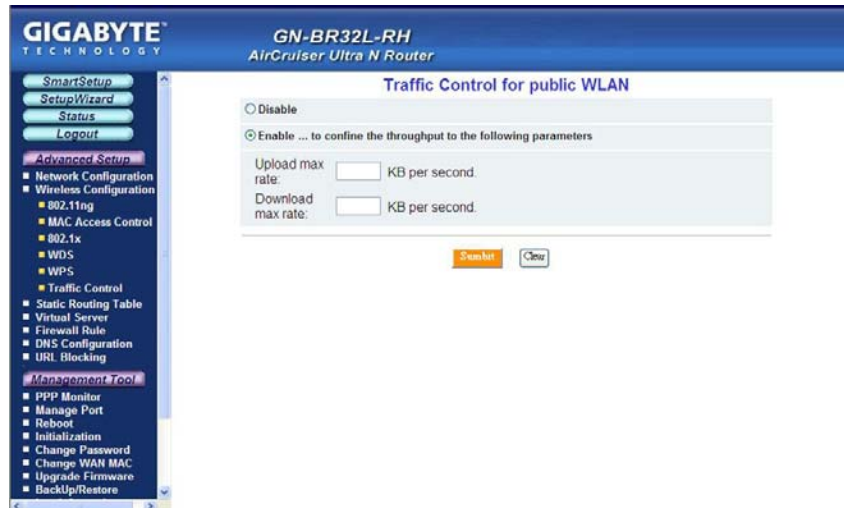 GIGABYTE™
TECHNOLOGY
GN-BR32L-RH
AirCruiser Ultra N Router
SmartSetup
SetupWizard
Status
Logout
Advanced Setup
Network Configuration
Wireless Configuration
802.11ng
MAC Access Control
802.1x
WDS
WPS
Traffic Control
Static Routing Table
Virtual Server
Firewall Rule
DNS Configuration
URL Blocking
Management Tool
PPP Monitor
Manage Port
Reboot
Initialization
Change Password
Change WAN MAC
Upgrade Firmware
BackUp/Restore
Traffic Control for public WLAN
Disable
Enable ... to confine the throughput to the following parameters
Upload max rate: KB per second.
Download max rate: KB per second.
Sumbit Clear